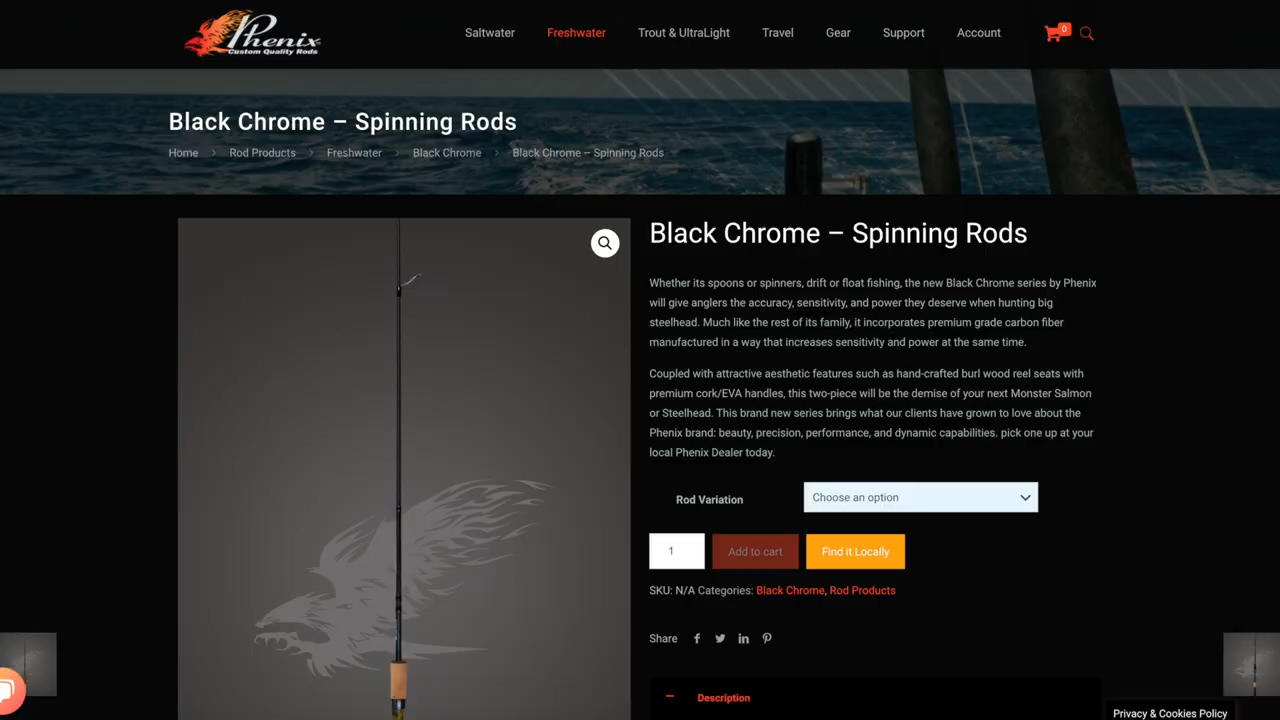 Phenix
Custom Quality Rods
Saltwater Freshwater Trout & UltraLight Travel Gear Support Account 0
Black Chrome – Spinning Rods
Home > Rod Products > Freshwater > Black Chrome > Black Chrome – Spinning Rods
Black Chrome – Spinning Rods
Whether its spoons or spinners, drift or float fishing, the new Black Chrome series by Phenix
will give anglers the accuracy, sensitivity, and power they deserve when hunting big
steelhead. Much like the rest of its family, it incorporates premium grade carbon fiber
manufactured in a way that increases sensitivity and power at the same time.
Coupled with attractive aesthetic features such as hand-crafted burl wood reel seats with
premium cork/EVA handles, this two-piece will be the demise of your next Monster Salmon
or Steelhead. This brand new series brings what our clients have grown to love about the
Phenix brand: beauty, precision, performance, and dynamic capabilities. pick one up at your
local Phenix Dealer today.
Rod Variation Choose an option
1 Add to cart Find it Locally
SKU: N/A Categories: Black Chrome, Rod Products
Share
Description
Privacy & Cookies Policy